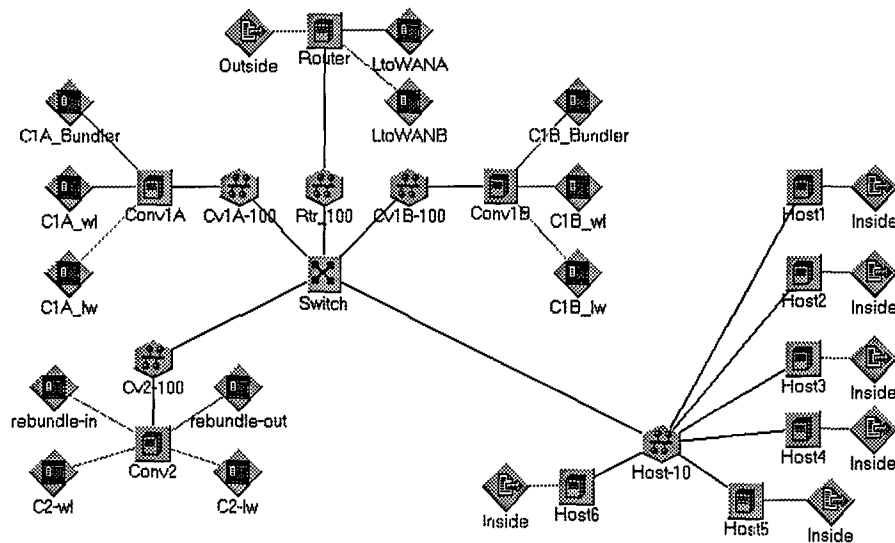 Outside
Router
LtoWANA
LtoWANB
C1A_Bundler
C1B_Bundler
C1A_wl
Conv1A
Cv1A-100
Rtr_100
Cv1B-100
Conv1B
C1B_wl
Host1
Inside
C1A_lw
Switch
C1B_lw
Host2
Inside
Cv2-100
Host3
Inside
rebundle-in
rebundle-out
Host4
Inside
Conv2
Host-10
C2-wl
C2-lw
Inside
Host6
Host5
Inside